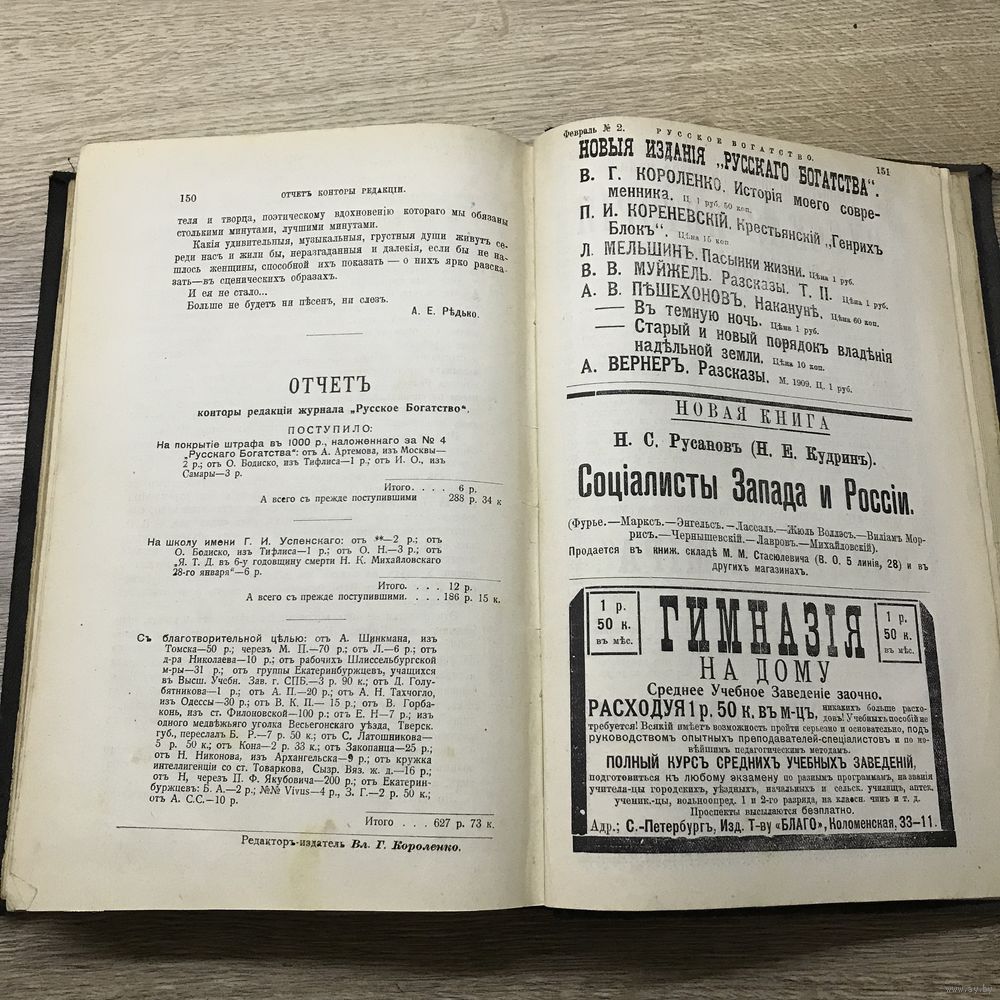 150 ОТЧЕТЪ КОНТОРЫ РЕДАКЦІИ.
теля и творца, поэтическому вдохновенію котораго мы обязаны
столькими минутами, лучшими минутами.
Какія удивительныя, музыкальныя, грустныя души живутъ се-
реди насъ и жили бы, неразгаданныя и далекія, если бы не на-
шлось женщины, способной ихъ показать — о нихъ ярко разска-
зать—въ сценическихъ образахъ.
И ея не стало...
Больше не будетъ ни пѣсенъ, ни слезъ.
А. Е. Рѣдько.
ОТЧЕТЪ
конторы редакціи журнала „Русское Богатство“.
ПОСТУПИЛО:
На покрытіе штрафа въ 1000 р., наложеннаго за № 4
„Русскаго Богатства“: отъ А. Артемова, изъ Москвы—
2 р.; отъ О. Бодиско, изъ Тифлиса—1 р.; отъ И. О., изъ
Самары—3 р.
Итого. . . . 6 р.
А всего съ прежде поступившими 288 р. 34 к
На школу имени Г. И. Успенскаго: отъ **—2 р.; отъ
О. Бодиско, изъ Тифлиса—1 р.; отъ О. Н.—3 р.; отъ
„Я. Т. Д. въ 6-у годовщину смерти Н. К. Михайловскаго
28-го января“—6 р.
Итого. . . . 12 р.
А всего съ прежде поступившими. . . . 186 р. 15 к.
Съ благотворительной цѣлью: отъ А. Шинкмана, изъ
Томска—50 р.; черезъ М. П.—70 р.; отъ Л.—6 р.; отъ
д-ра Николаева—10 р.; отъ рабочихъ Шлиссельбургской
м-ры—31 р.; отъ группы Екатеринбуржцевъ, учащихся
въ Высш. Учебн. Зав. г. СПБ.—3 р. 90 к.; отъ Д. Голу-
бятникова—1 р.; отъ А. П.—20 р.; отъ А. Н. Тахчогло,
изъ Одессы—30 р.; отъ В. К. П.— 15 р.; отъ В. Горба-
конь, изъ ст. Филоновской—100 р.; отъ Е. Н—7 р.; изъ
одного медвѣжьяго уголка Весьегонскаго уѣзда, Тверск.
губ., переслалъ Б. Р.—7 р. 50 к.; отъ С. Латошникова—
5 р. 50 к.; отъ Кона—2 р. 33 к.; отъ Закопанца—25 р.;
отъ Н. Никонова, изъ Архангельска—9 р.; отъ кружка
интеллигенціи со ст. Товаркова, Сызр. Вяз. ж. д.—16 р.;
отъ Н, черезъ П. Ф. Якубовича—200 р.; отъ Екатерин-
буржцевъ: Б. А.—2 р.; №№ Vivus—4 р., З. Г.—2 р. 50 к.;
отъ А. С.С.—10 р.
Итого . . . 627 р. 73 к.
Редакторъ-издатель Вл. Г. Короленко.
Февраль № 2. РУССКОЕ БОГАТСТВО. 151
НОВЫЯ ИЗДАНІЯ „РУССКАГО БОГАТСТВА“.
В. Г. КОРОЛЕНКО. Исторія моего совре-
менника. Ц. 1 руб. 50 коп.
П. И. КОРЕНЕВСКІЙ. Крестьянскій „Генрихъ
Блокъ“. Цѣна 15 коп
Л. МЕЛЬШИНЪ. Пасынки жизни. Цѣна 1 руб.
В. В. МУЙЖЕЛЬ. Разсказы. Т. II. Цѣна 1 руб.
А. В. ПѢШЕХОНОВЪ. Наканунѣ. Цѣна 60 коп.
— Въ темную ночь. Цѣна 1 руб.
— Старый и новый порядокъ владѣнія
надѣльной земли. Цѣна 10 коп.
А. ВЕРНЕРЪ. Разсказы. М. 1909. Ц. 1 руб.
НОВАЯ КНИГА
Н. С. Русановъ (Н. Е. Кудринъ).
Соціалисты Запада и Россіи.
(Фурье.—Марксъ.—Энгельсъ.—Лассаль.—Жюль Воллэсъ.—Виліамъ Мор-
рисъ.—Чернышевскій.—Лавровъ.—Михайловскій).
Продается въ книж. складѣ М. М. Стасюлевича (В. О. 5 линія, 28) и въ
другихъ магазинахъ.
1 р. 50 к. въ мѣс.
ГИМНАЗІЯ
1 р. 50 к. въ мѣс.
НА ДОМУ
Среднее Учебное Заведеніе заочно.
РАСХОДУЯ 1 р. 50 к. въ м-цъ, никакихъ больше расхо-
довъ! Учебныхъ пособій не
требуется! Всякій имѣетъ возможность пройти серьезно и основательно, подъ
руководствомъ опытныхъ преподавателей-спеціалистовъ и по но-
вѣйшимъ педагогическимъ методамъ.
ПОЛНЫЙ КУРСЪ СРЕДНИХЪ УЧЕБНЫХЪ ЗАВЕДЕНІЙ,
подготовиться къ любому экзамену по разнымъ программамъ, на званія
учителя-цы городскихъ, уѣздныхъ, начальныхъ и сельск. училищъ, аптек.
ученик.-цы, вольноопред. 1 и 2-го разряда, на классн. чинъ и т. д.
Проспекты высылаются безплатно.
Адр.; С.-Петербургъ, Изд. Т-ву «БЛАГО», Коломенская, 33-11.
www.ay.by